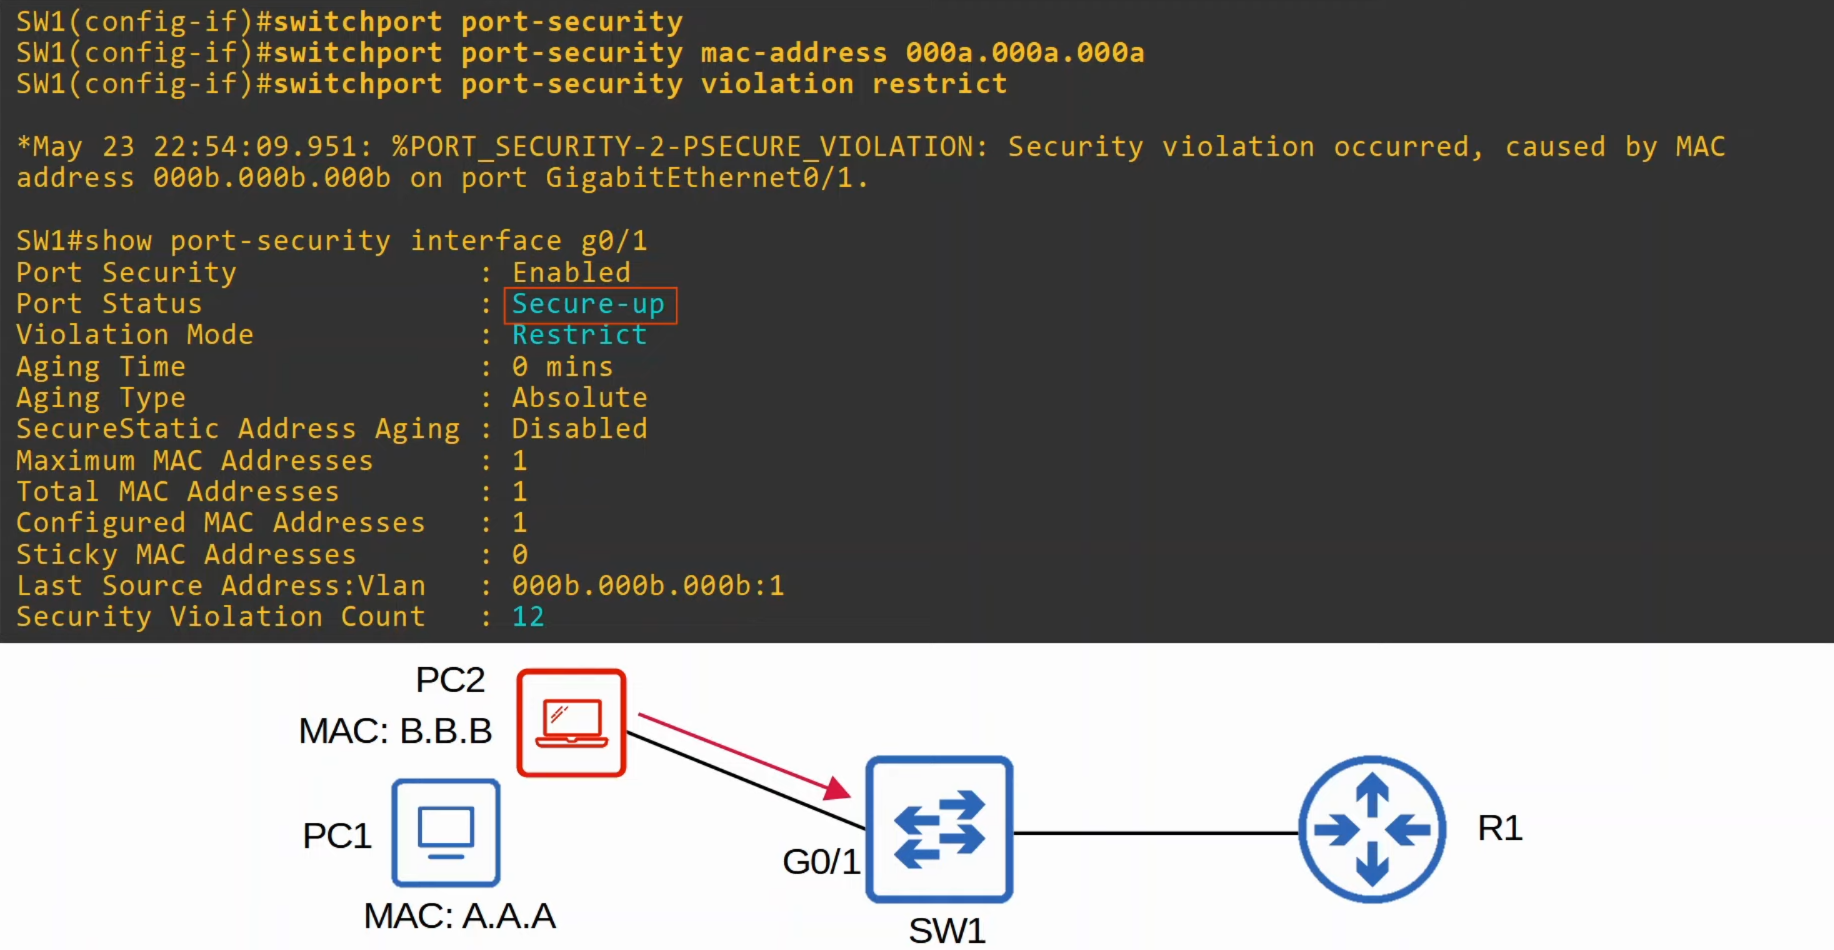 SW1(config-if)#switchport port-security
SW1(config-if)#switchport port-security mac-address 000a.000a.000a
SW1(config-if)#switchport port-security violation restrict
*May 23 22:54:09.951: %PORT_SECURITY-2-PSECURE_VIOLATION: Security violation occurred, caused by MAC
address 000b.000b.000b on port GigabitEthernet0/1.
SW1#show port-security interface g0/1
Port Security : Enabled
Port Status : Secure-up
Violation Mode : Restrict
Aging Time : 0 mins
Aging Type : Absolute
SecureStatic Address Aging : Disabled
Maximum MAC Addresses : 1
Total MAC Addresses : 1
Configured MAC Addresses : 1
Sticky MAC Addresses : 0
Last Source Address:Vlan : 000b.000b.000b:1
Security Violation Count : 12
PC2
MAC: B.B.B
PC1
MAC: A.A.A
G0/1
SW1
R1